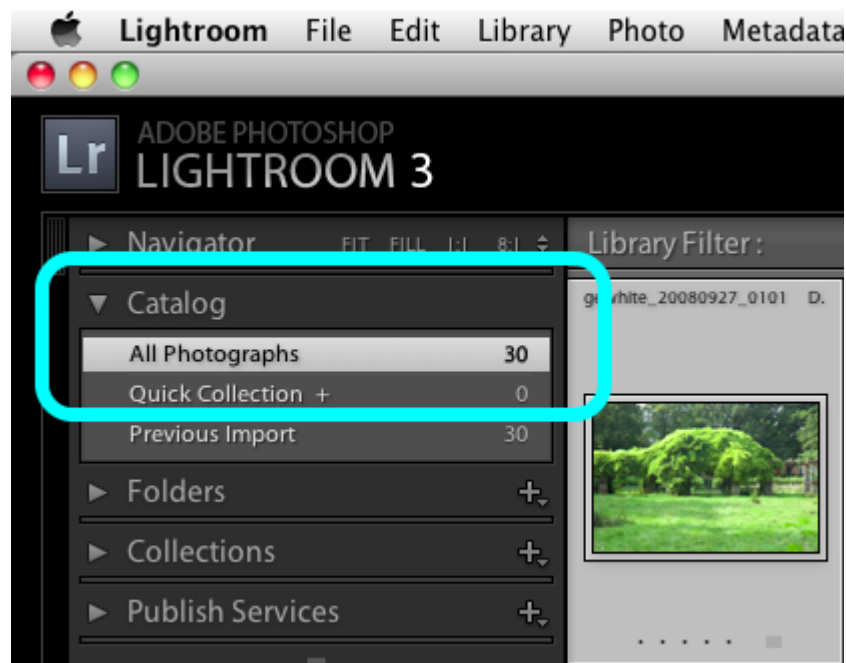 Lightroom File Edit Library Photo Metadata
Lr
ADOBE PHOTOSHOP
LIGHTROOM 3
Navigator FIT FILL 1:1 8:1
Library Filter :
Catalog
All Photographs 30
Quick Collection + 0
Previous Import 30
Folders
Collections
Publish Services
_20080927_0101 D.